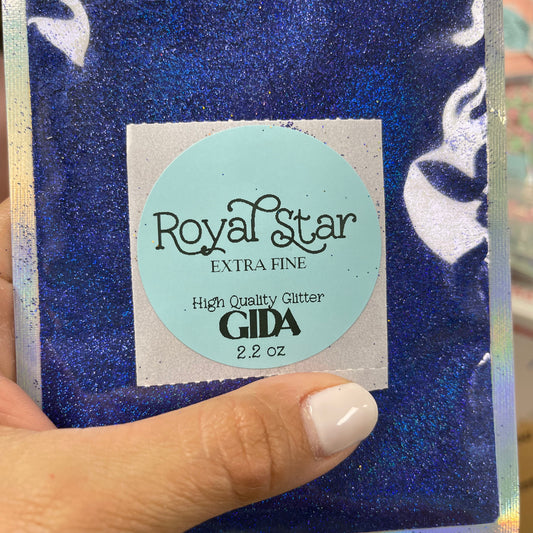 Royal Star
EXTRA FINE
High Quality Glitter
GIDA
2.2 oz